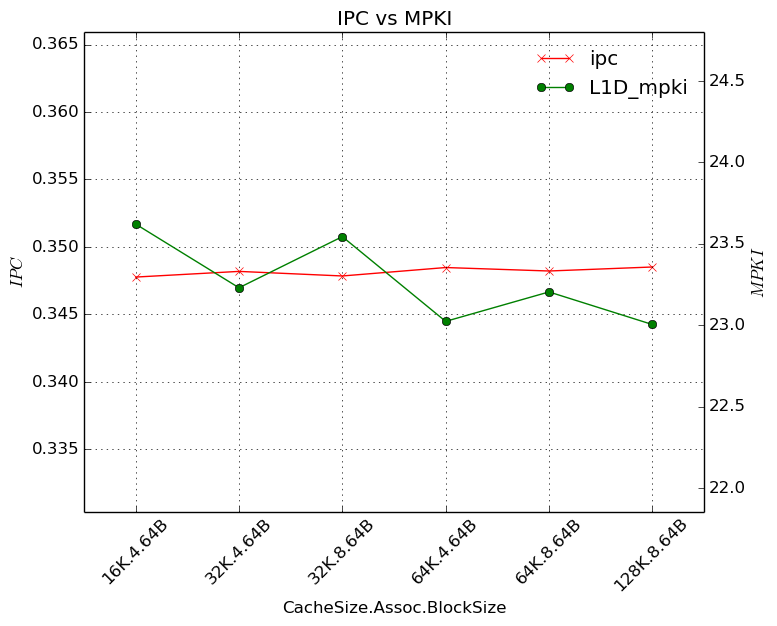 IPC vs MPKI
ipc
L1D_mpki
0.365
0.360
0.355
0.350
0.345
0.340
0.335
IPC
24.5
24.0
23.5
23.0
22.5
22.0
MPKI
16K.4.64B
32K.4.64B
32K.8.64B
64K.4.64B
64K.8.64B
128K.8.64B
CacheSize.Assoc.BlockSize